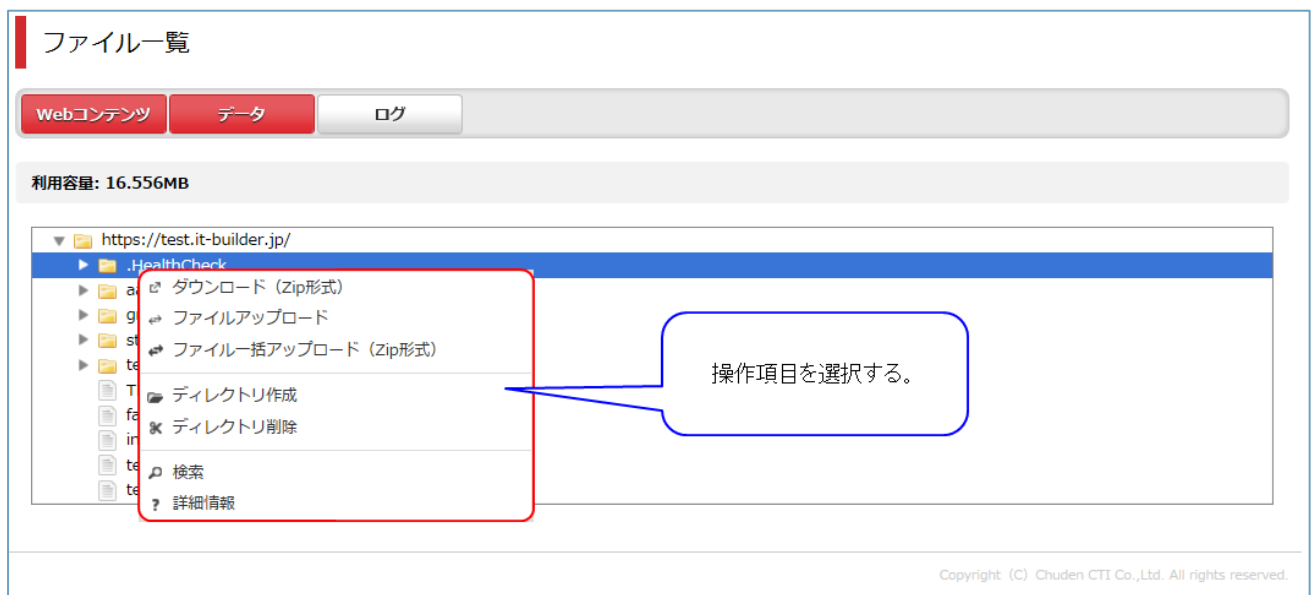 ファイル一覧
Webコンテンツ データ ログ
利用容量: 16.556MB
https://test.it-builder.jp/
.HealthCheck
ダウンロード（Zip形式）
ファイルアップロード
ファイル一括アップロード（Zip形式）
ディレクトリ作成
ディレクトリ削除
検索
詳細情報
操作項目を選択する。
Copyright (C) Chuden CTI Co.,Ltd. All rights reserved.